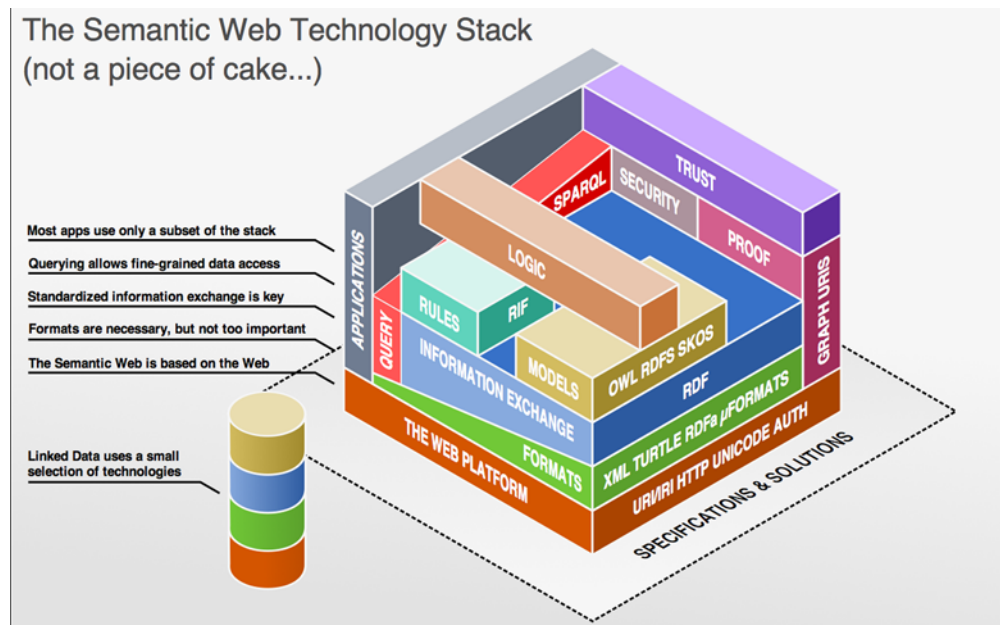 The Semantic Web Technology Stack
(not a piece of cake...)
Most apps use only a subset of the stack
Querying allows fine-grained data access
Standardized information exchange is key
Formats are necessary, but not too important
The Semantic Web is based on the Web
Linked Data uses a small
selection of technologies
APPLICATIONS
QUERY
SPARQL
SECURITY
TRUST
PROOF
LOGIC
RULES
RIF
MODELS
OWL RDFS SKOS
INFORMATION EXCHANGE
RDF
GRAPH URIS
FORMATS
XML TURTLE RDFa μFORMATS
THE WEB PLATFORM
URI/IRI HTTP UNICODE AUTH
SPECIFICATIONS & SOLUTIONS